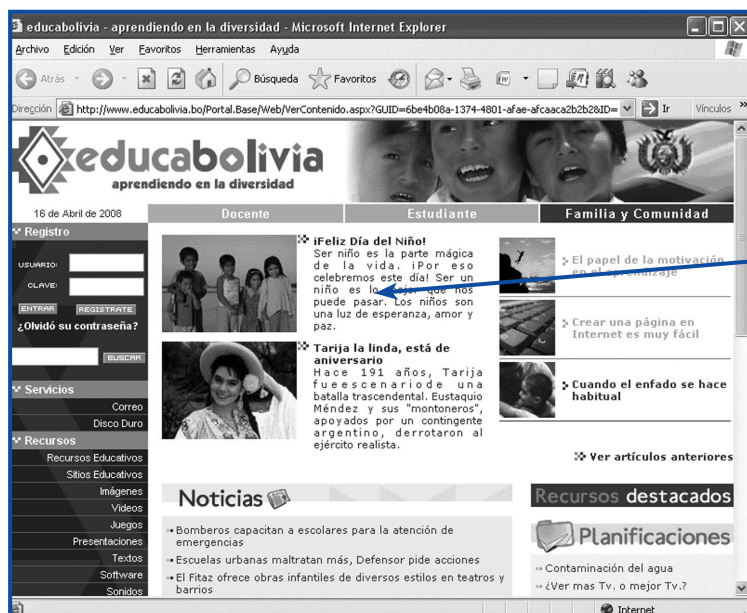 educabolivia - aprendiendo en la diversidad - Microsoft Internet Explorer
Archivo Edición Ver Favoritos Herramientas Ayuda
Atrás Búsqueda Favoritos
Dirección http://www.educabolivia.bo/Portal.Base/Web/VerContenido.aspx?GUID=6be4b08a-1374-4801-afae-afcaaca2b2b2&ID= Ir Vínculos »
educabolivia
aprendiendo en la diversidad
16 de Abril de 2008
Docente Estudiante Familia y Comunidad
Registro
USUARIO:
CLAVE:
ENTRAR REGISTRATE
¿Olvidó su contraseña?
BUSCAR
Servicios
Correo
Disco Duro
Recursos
Recursos Educativos
Sitios Educativos
Imágenes
Videos
Juegos
Presentaciones
Textos
Software
Sonidos
¡Feliz Día del Niño!
Ser niño es la parte mágica
de la vida. ¡Por eso
celebremos este día! Ser un
niño es lo mejor que nos
puede pasar. Los niños son
una luz de esperanza, amor y
paz.
Tarija la linda, está de
aniversario
Hace 191 años, Tarija
fue escenario de una
batalla trascendental. Eustaquio
Méndez y sus "montoneros",
apoyados por un contingente
argentino, derrotaron al
ejército realista.
El papel de la motivación
en el aprendizaje
Crear una página en
Internet es muy fácil
Cuando el enfado se hace
habitual
Ver artículos anteriores
Noticias
Bomberos capacitan a escolares para la atención de
emergencias
Escuelas urbanas maltratan más, Defensor pide acciones
El Fitaz ofrece obras infantiles de diversos estilos en teatros y
barrios
Recursos destacados
Planificaciones
Contaminación del agua
¿Ver mas Tv. o mejor Tv.?
Internet